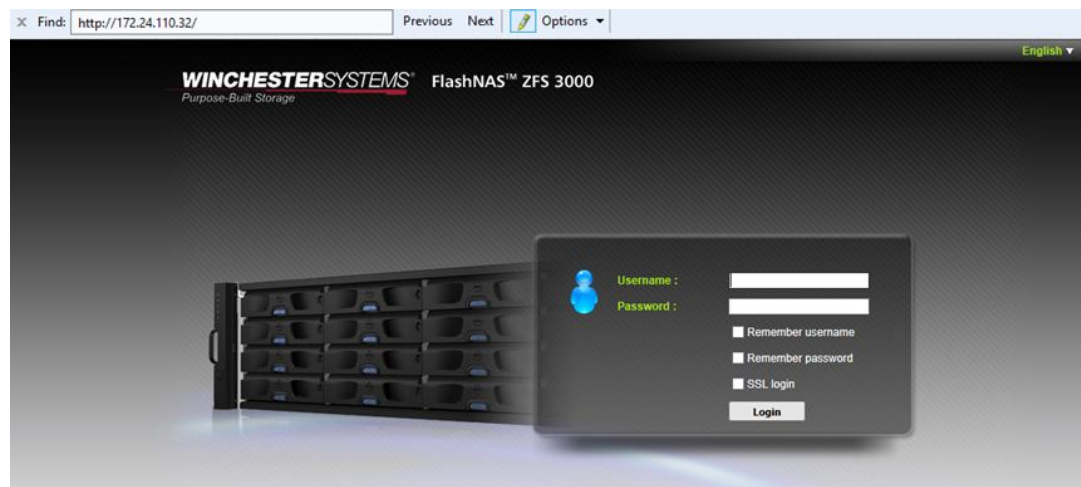 x Find: http://172.24.110.32/ Previous Next Options ▼
English ▼
WINCHESTERSYSTEMS® FlashNAS™ ZFS 3000
Purpose-Built Storage
Username :
Password :
Remember username
Remember password
SSL login
Login